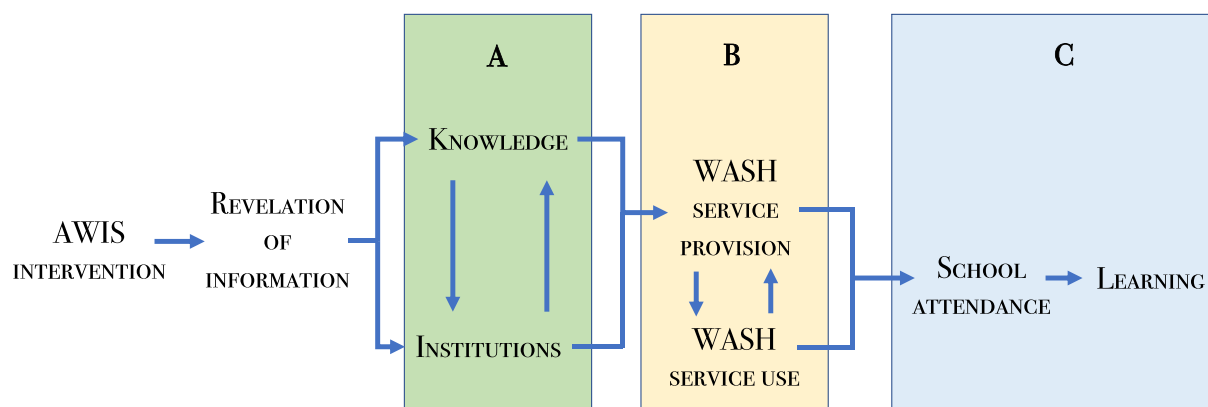 AWIS
INTERVENTION
REVELATION
OF
INFORMATION
A
KNOWLEDGE
INSTITUTIONS
B
WASH
SERVICE
PROVISION
WASH
SERVICE USE
C
SCHOOL
ATTENDANCE
LEARNING